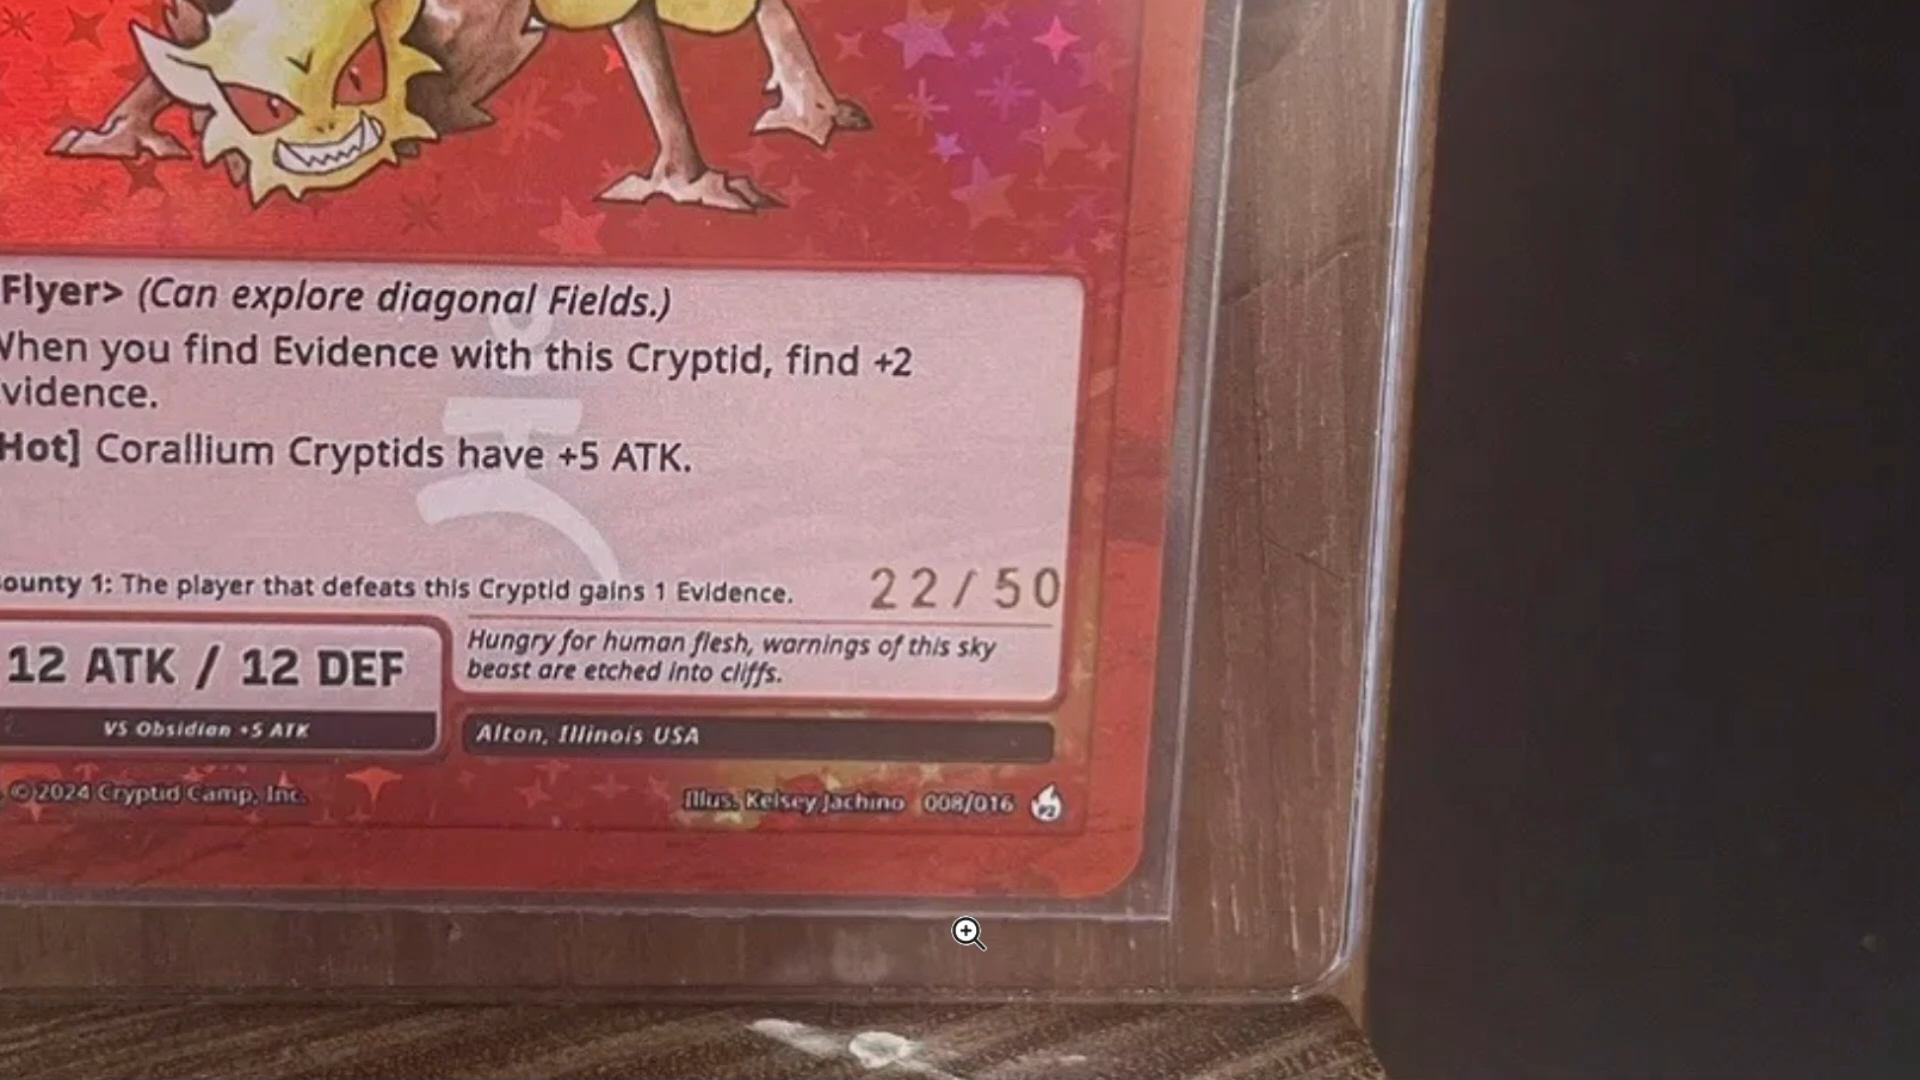 Flyer> (Can explore diagonal Fields.)
When you find Evidence with this Cryptid, find +2
vidence.
Hot] Corallium Cryptids have +5 ATK.
ounty 1: The player that defeats this Cryptid gains 1 Evidence.
22/50
12 ATK / 12 DEF
Hungry for human flesh, warnings of this sky
beast are etched into cliffs.
VS Obsidian +5 ATK
Alton, Illinois USA
© 2024 Cryptid Camp, Inc.
Illus. Kelsey Jachino 008/016